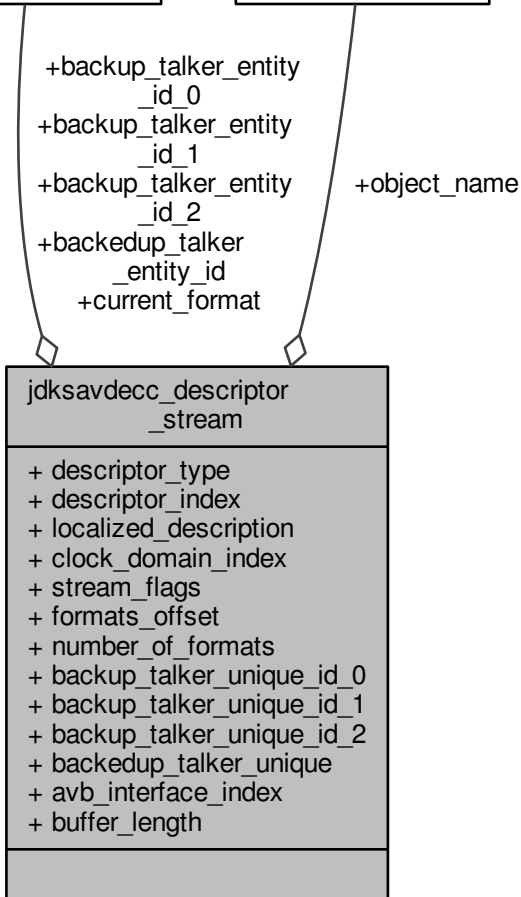 +backup_talker_entity
_id_0
+backup_talker_entity
_id_1
+backup_talker_entity
_id_2
+backedup_talker
_entity_id
+current_format
+object_name
jdksavdecc_descriptor
_stream
+ descriptor_type
+ descriptor_index
+ localized_description
+ clock_domain_index
+ stream_flags
+ formats_offset
+ number_of_formats
+ backup_talker_unique_id_0
+ backup_talker_unique_id_1
+ backup_talker_unique_id_2
+ backedup_talker_unique
+ avb_interface_index
+ buffer_length